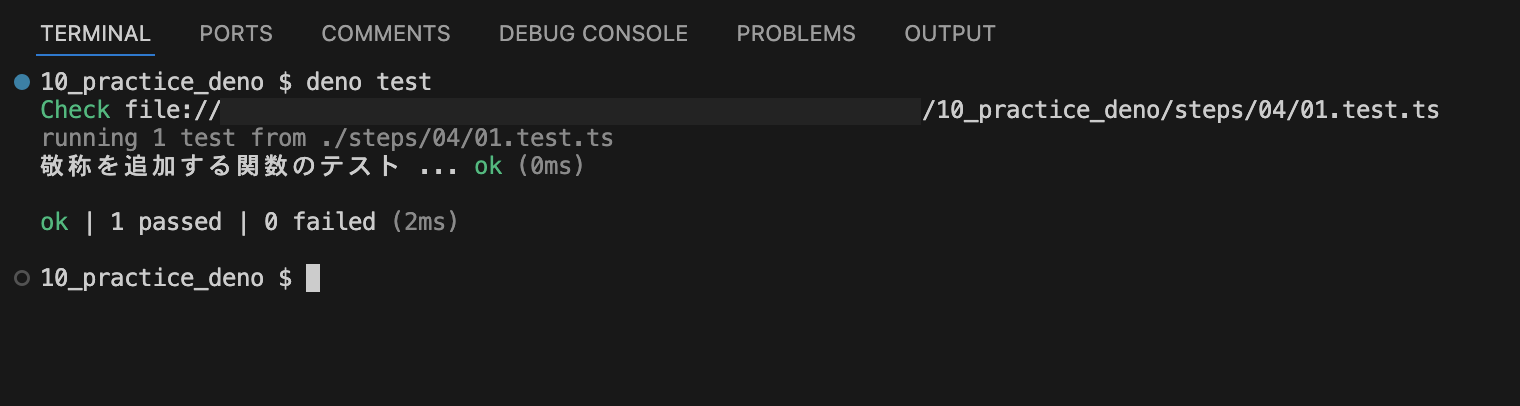 TERMINAL PORTS COMMENTS DEBUG CONSOLE PROBLEMS OUTPUT
10_practice_deno $ deno test
Check file:// /10_practice_deno/steps/04/01.test.ts
running 1 test from ./steps/04/01.test.ts
敬称を追加する関数のテスト ... ok (0ms)
ok | 1 passed | 0 failed (2ms)
10_practice_deno $